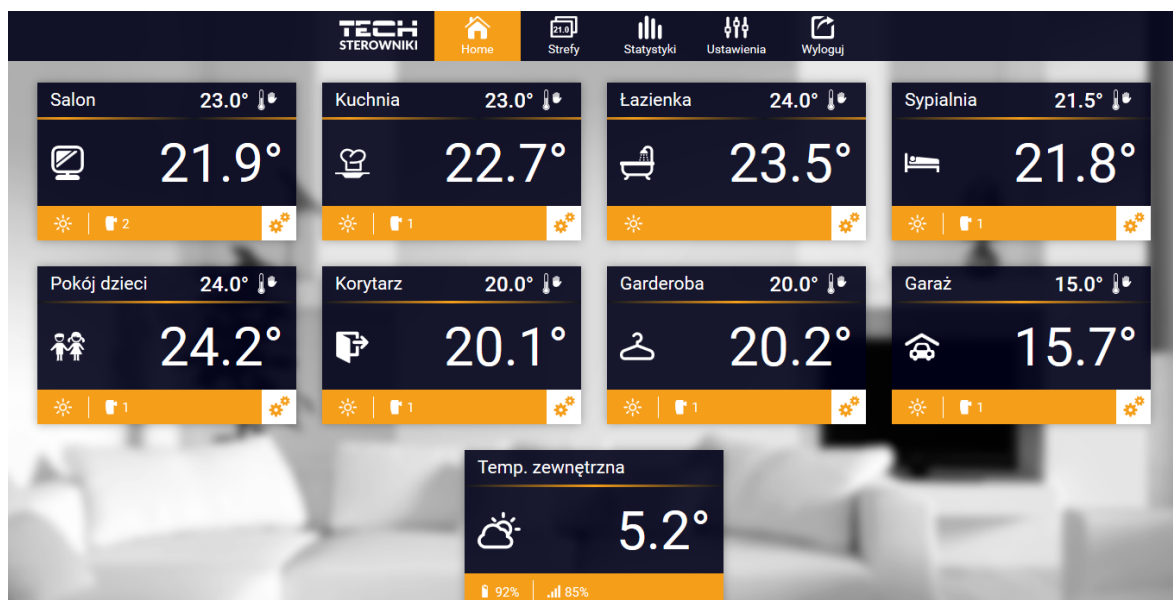 TECH
STEROWNIKI
Home
21.0
Strefy
Statystyki
Ustawienia
Wyloguj
Salon 23.0°
21.9°
2
Kuchnia 23.0°
22.7°
1
Łazienka 24.0°
23.5°
Sypialnia 21.5°
21.8°
1
Pokój dzieci 24.0°
24.2°
1
Korytarz 20.0°
20.1°
1
Garderoba 20.0°
20.2°
1
Garaż 15.0°
15.7°
1
Temp. zewnętrzna
5.2°
92% 85%